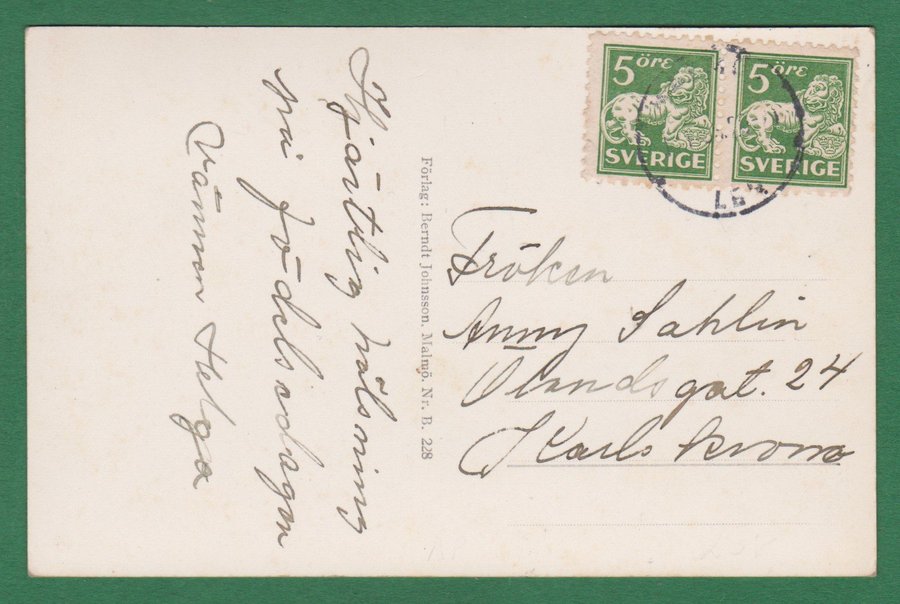 Hjärtlig hälsning
på födelsedagen
Vännen Helga
Förlag: Berndt Johnsson. Malmö. Nr. B. 228
5 ÖRE
SVERIGE
5 ÖRE
SVERIGE
Fröken
Anny Sahlin
Ölandsgat. 24
Karlskrona